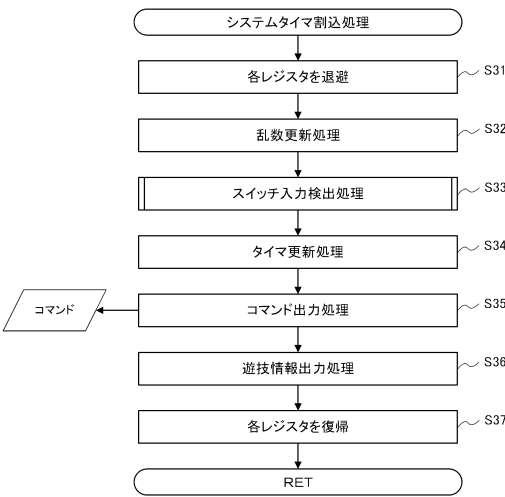 システムタイマ割込処理
各レジスタを退避
S31
乱数更新処理
S32
スイッチ入力検出処理
S33
タイマ更新処理
S34
コマンド
コマンド出力処理
S35
遊技情報出力処理
S36
各レジスタを復帰
S37
RET